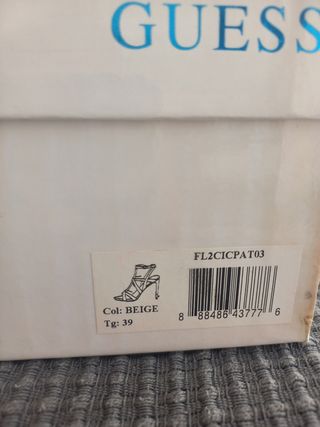 GUESS
FL2CICPAT03
Col: BEIGE
Tg: 39
8 88486 43777 6